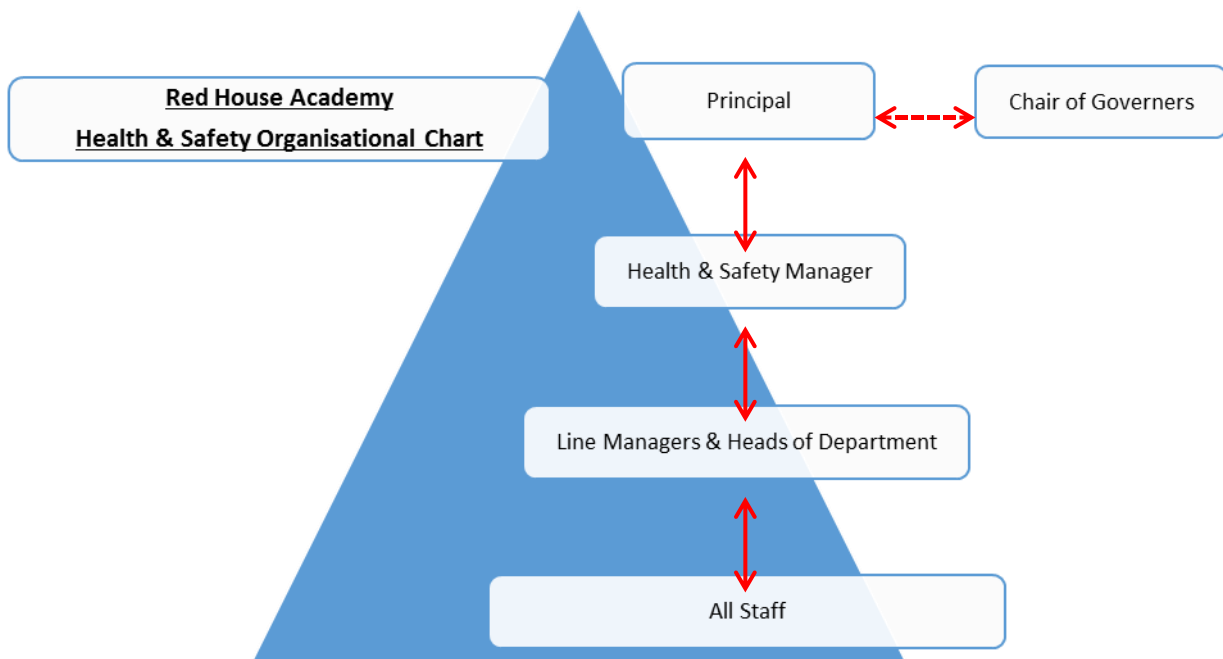 Red House Academy
Health & Safety Organisational Chart
Principal
Chair of Governers
Health & Safety Manager
Line Managers & Heads of Department
All Staff